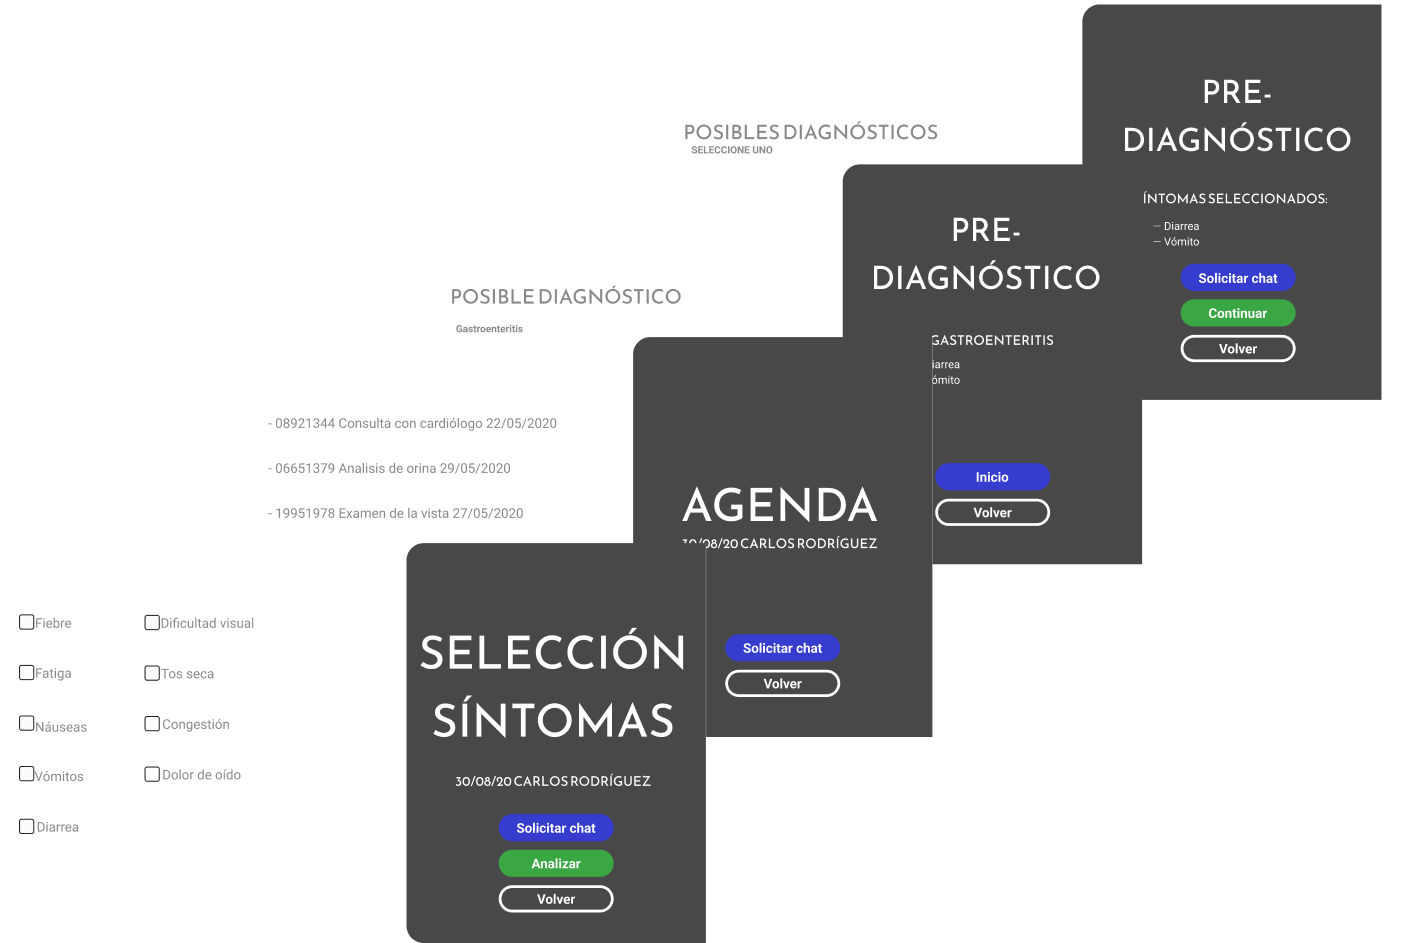 PRE-
DIAGNÓSTICO
ÍNTOMAS SELECCIONADOS:
– Diarrea
– Vómito
Solicitar chat
Continuar
Volver
POSIBLES DIAGNÓSTICOS
SELECCIONE UNO
PRE-
DIAGNÓSTICO
GASTROENTERITIS
iarrea
ómito
Inicio
Volver
POSIBLE DIAGNÓSTICO
Gastroenteritis
- 08921344 Consulta con cardiólogo 22/05/2020
- 06651379 Analisis de orina 29/05/2020
- 19951978 Examen de la vista 27/05/2020
AGENDA
30/08/20 CARLOS RODRÍGUEZ
Solicitar chat
Volver
Fiebre
Fatiga
Náuseas
Vómitos
Diarrea
Dificultad visual
Tos seca
Congestión
Dolor de oído
SELECCIÓN
SÍNTOMAS
30/08/20 CARLOS RODRÍGUEZ
Solicitar chat
Analizar
Volver